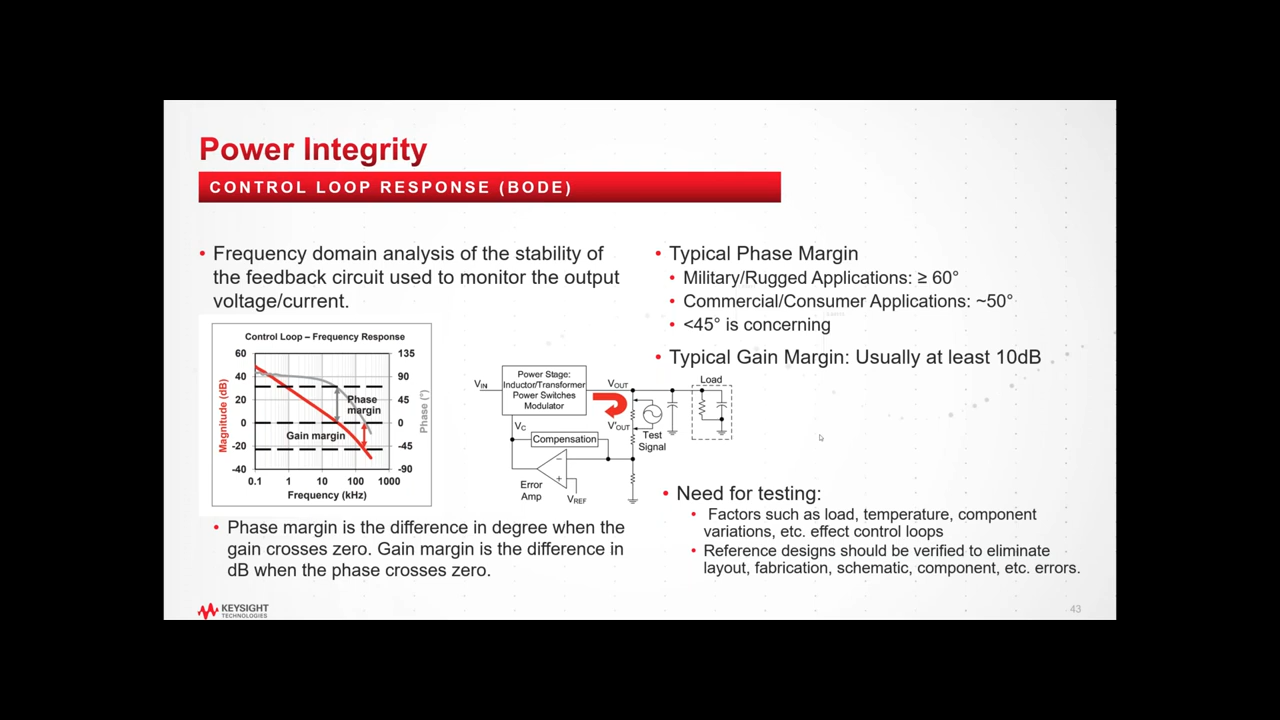 Power Integrity
CONTROL LOOP RESPONSE (BODE)
• Frequency domain analysis of the stability of
the feedback circuit used to monitor the output
voltage/current.
Control Loop – Frequency Response
60
40
20
0
-20
-40
Magnitude (dB)
135
90
45
0
-45
-90
Phase (°)
Phase
margin
Gain margin
0.1 1 10 100 1000
Frequency (kHz)
• Phase margin is the difference in degree when the
gain crosses zero. Gain margin is the difference in
dB when the phase crosses zero.
VIN
Power Stage:
Inductor/Transformer
Power Switches
Modulator
VOUT
Load
VC
V'OUT
Compensation
Test
Signal
−
+
Error
Amp
VREF
• Typical Phase Margin
• Military/Rugged Applications: ≥ 60°
• Commercial/Consumer Applications: ~50°
• <45° is concerning
• Typical Gain Margin: Usually at least 10dB
• Need for testing:
• Factors such as load, temperature, component
variations, etc. effect control loops
• Reference designs should be verified to eliminate
layout, fabrication, schematic, component, etc. errors.
KEYSIGHT
TECHNOLOGIES
43